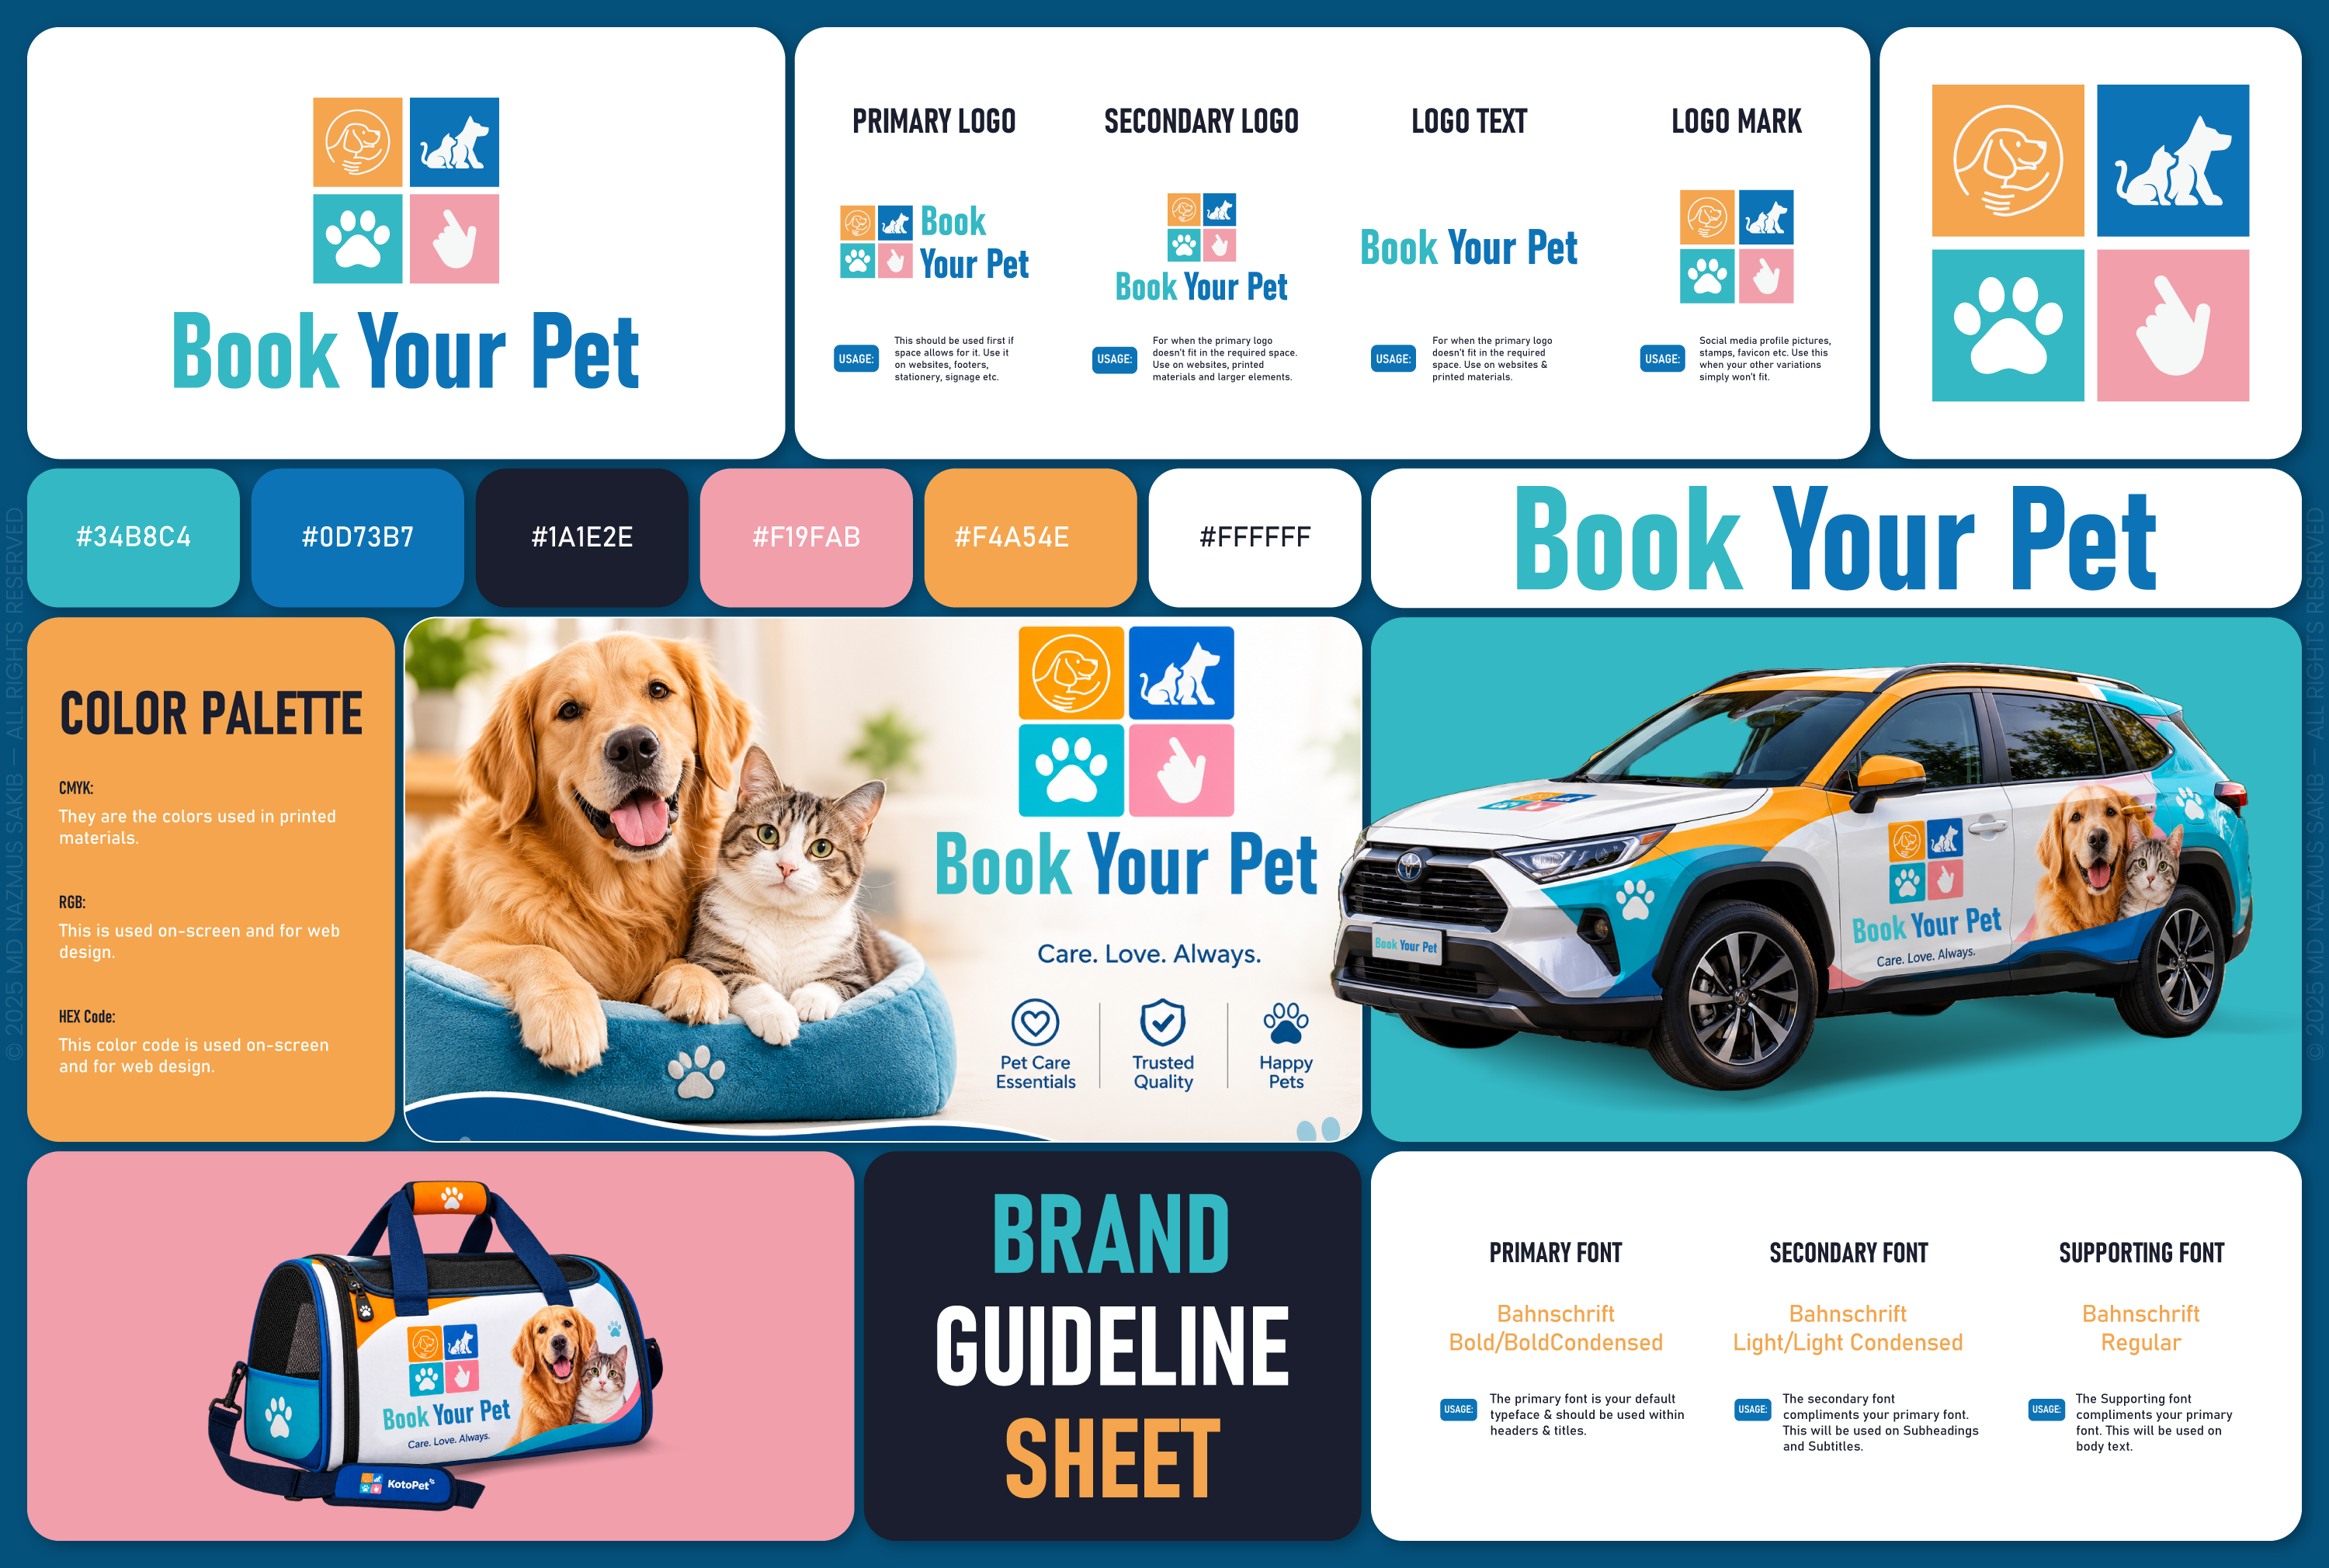 Book Your Pet
PRIMARY LOGO
Book
Your Pet
USAGE:
This should be used first if
space allows for it. Use it
on websites, footers,
stationery, signage etc.
SECONDARY LOGO
Book Your Pet
USAGE:
For when the primary logo
doesn't fit in the required space.
Use on websites, printed
materials and larger elements.
LOGO TEXT
Book Your Pet
USAGE:
For when the primary logo
doesn't fit in the required
space. Use on websites &
printed materials.
LOGO MARK
USAGE:
Social media profile pictures,
stamps, favicon etc. Use this
when your other variations
simply won't fit.
#34B8C4
#0D73B7
#1A1E2E
#F19FAB
#F4A54E
#FFFFFF
Book Your Pet
© 2025 MD NAZMUS SAKIB — ALL RIGHTS RESERVED
COLOR PALETTE
CMYK:
They are the colors used in printed
materials.
RGB:
This is used on-screen and for web
design.
HEX Code:
This color code is used on-screen
and for web design.
Book Your Pet
Care. Love. Always.
Pet Care
Essentials
Trusted
Quality
Happy
Pets
Book Your Pet
Book Your Pet
Care. Love. Always.
© 2025 MD NAZMUS SAKIB — ALL RIGHTS RESERVED
Book Your Pet
Care. Love. Always.
KotoPet
BRAND
GUIDELINE
SHEET
PRIMARY FONT
Bahnschrift
Bold/BoldCondensed
USAGE:
The primary font is your default
typeface & should be used within
headers & titles.
SECONDARY FONT
Bahnschrift
Light/Light Condensed
USAGE:
The secondary font
compliments your primary font.
This will be used on Subheadings
and Subtitles.
SUPPORTING FONT
Bahnschrift
Regular
USAGE:
The Supporting font
compliments your primary
font. This will be used on
body text.